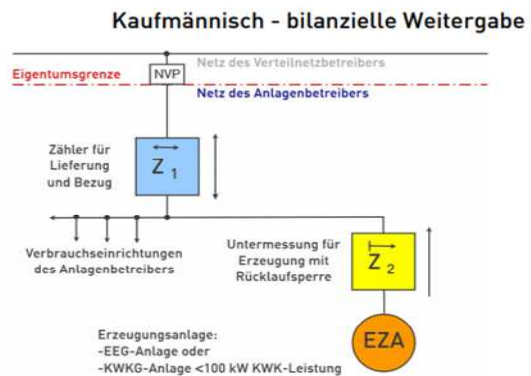 Kaufmännisch - bilanzielle Weitergabe
Netz des Verteilnetzbetreibers
Eigentumsgrenze
NVP
Netz des Anlagenbetreibers
Zähler für
Lieferung
und Bezug
Z 1
Verbrauchseinrichtungen
des Anlagenbetreibers
Untermessung für
Erzeugung mit
Rücklaufsperre
Z 2
EZA
Erzeugungsanlage:
-EEG-Anlage oder
-KWKG-Anlage <100 kW KWK-Leistung